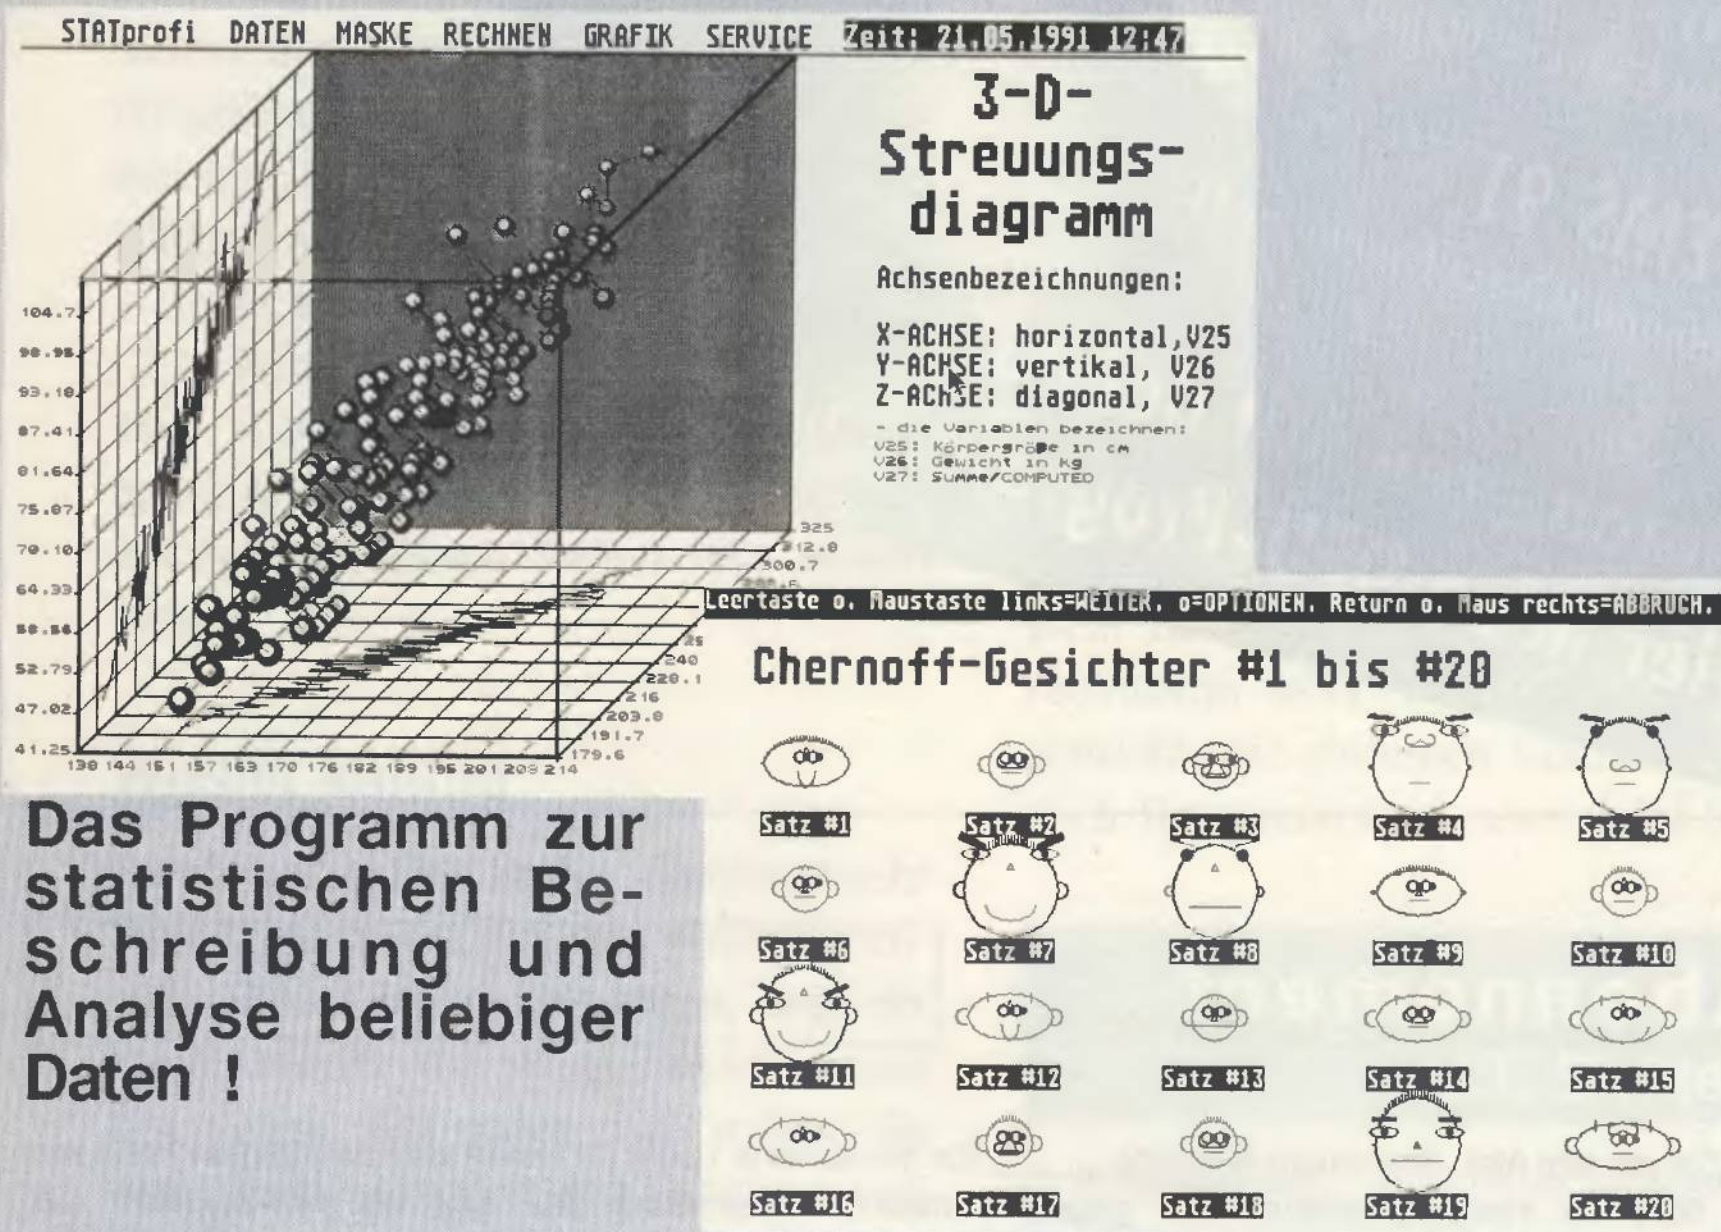 STATprofi DATEN MASKE RECHNEN GRAFIK SERVICE Zeit: 21.05.1991 12:47
3-D-
Streuungs-
diagramm
Achsenbezeichnungen:
X-ACHSE: horizontal,V25
Y-ACHSE: vertikal, V26
Z-AChSE: diagonal, V27
- die Variablen bezeichnen:
V25: Körpergröße in cm
V26: Gewicht in Kg
V27: Summe/COMPUTED
104.7
98.95
93.18
87.41
81.64
75.87
70.10
64.33
58.56
52.79
47.02
41.25
138 144 151 157 163 170 176 182 189 195 201 208 214
325
312.8
300.7
240
228.1
216
203.8
191.7
179.6
Leertaste o. Maustaste links=WEITER. o=OPTIONEN. Return o. Maus rechts=ABBRUCH.
Chernoff-Gesichter #1 bis #20
Satz #1 Satz #2 Satz #3 Satz #4 Satz #5
Satz #6 Satz #7 Satz #8 Satz #9 Satz #10
Satz #11 Satz #12 Satz #13 Satz #14 Satz #15
Satz #16 Satz #17 Satz #18 Satz #19 Satz #20
Das Programm zur
statistischen Be-
schreibung und
Analyse beliebiger
Daten !